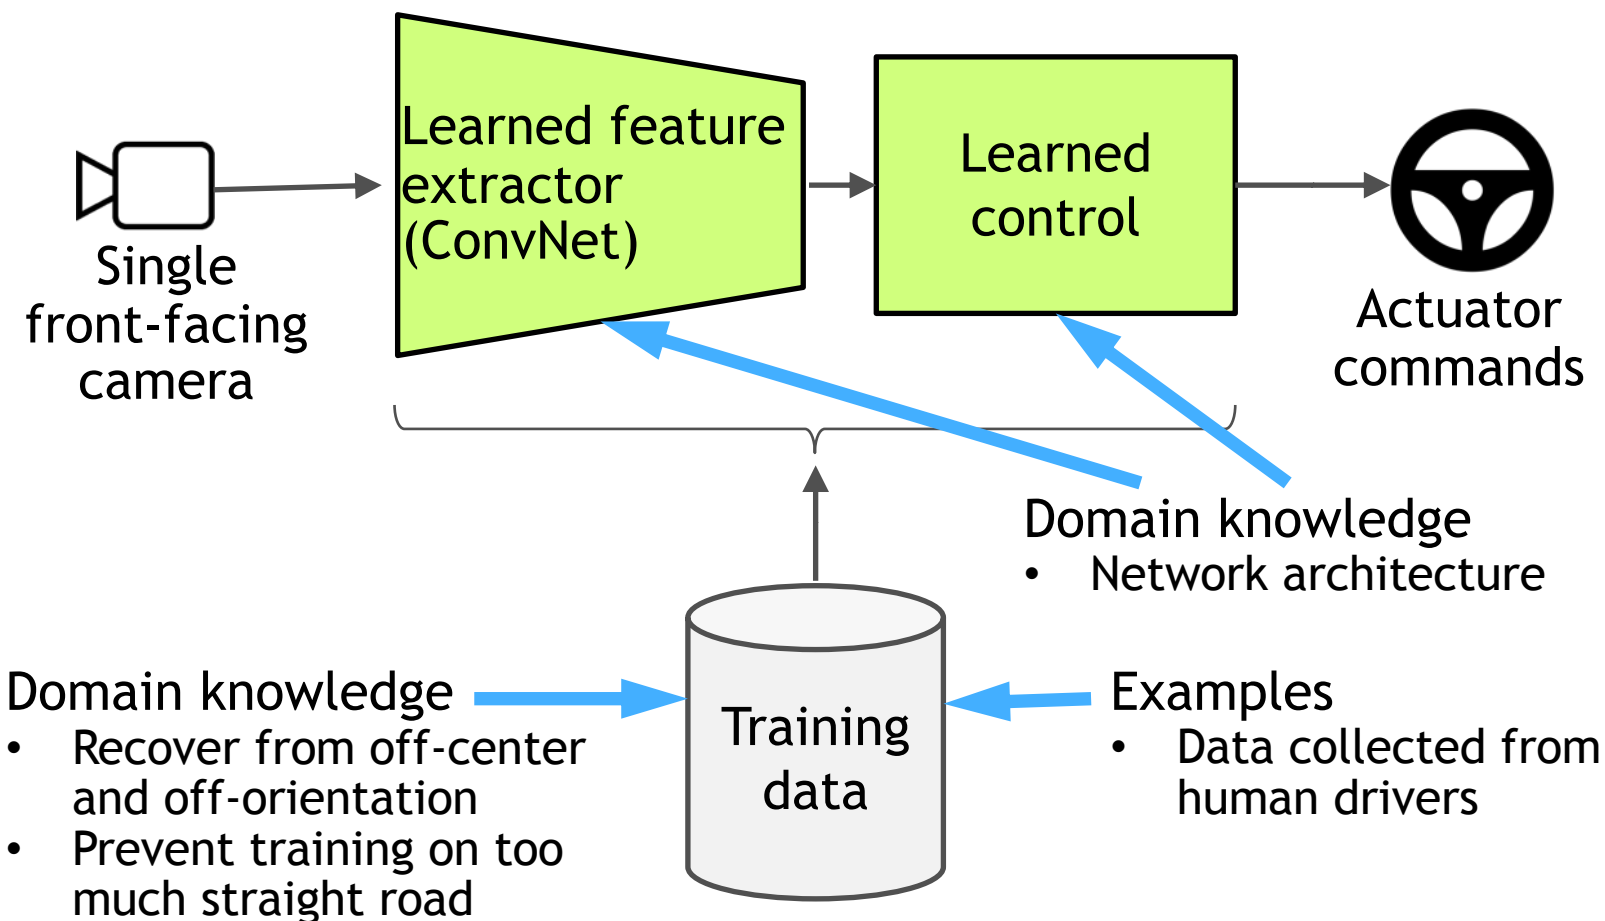 Learned feature
extractor
(ConvNet)
Learned
control
Single
front-facing
camera
Actuator
commands
Domain knowledge
• Network architecture
Domain knowledge
• Recover from off-center
and off-orientation
• Prevent training on too
much straight road
Training
data
Examples
• Data collected from
human drivers